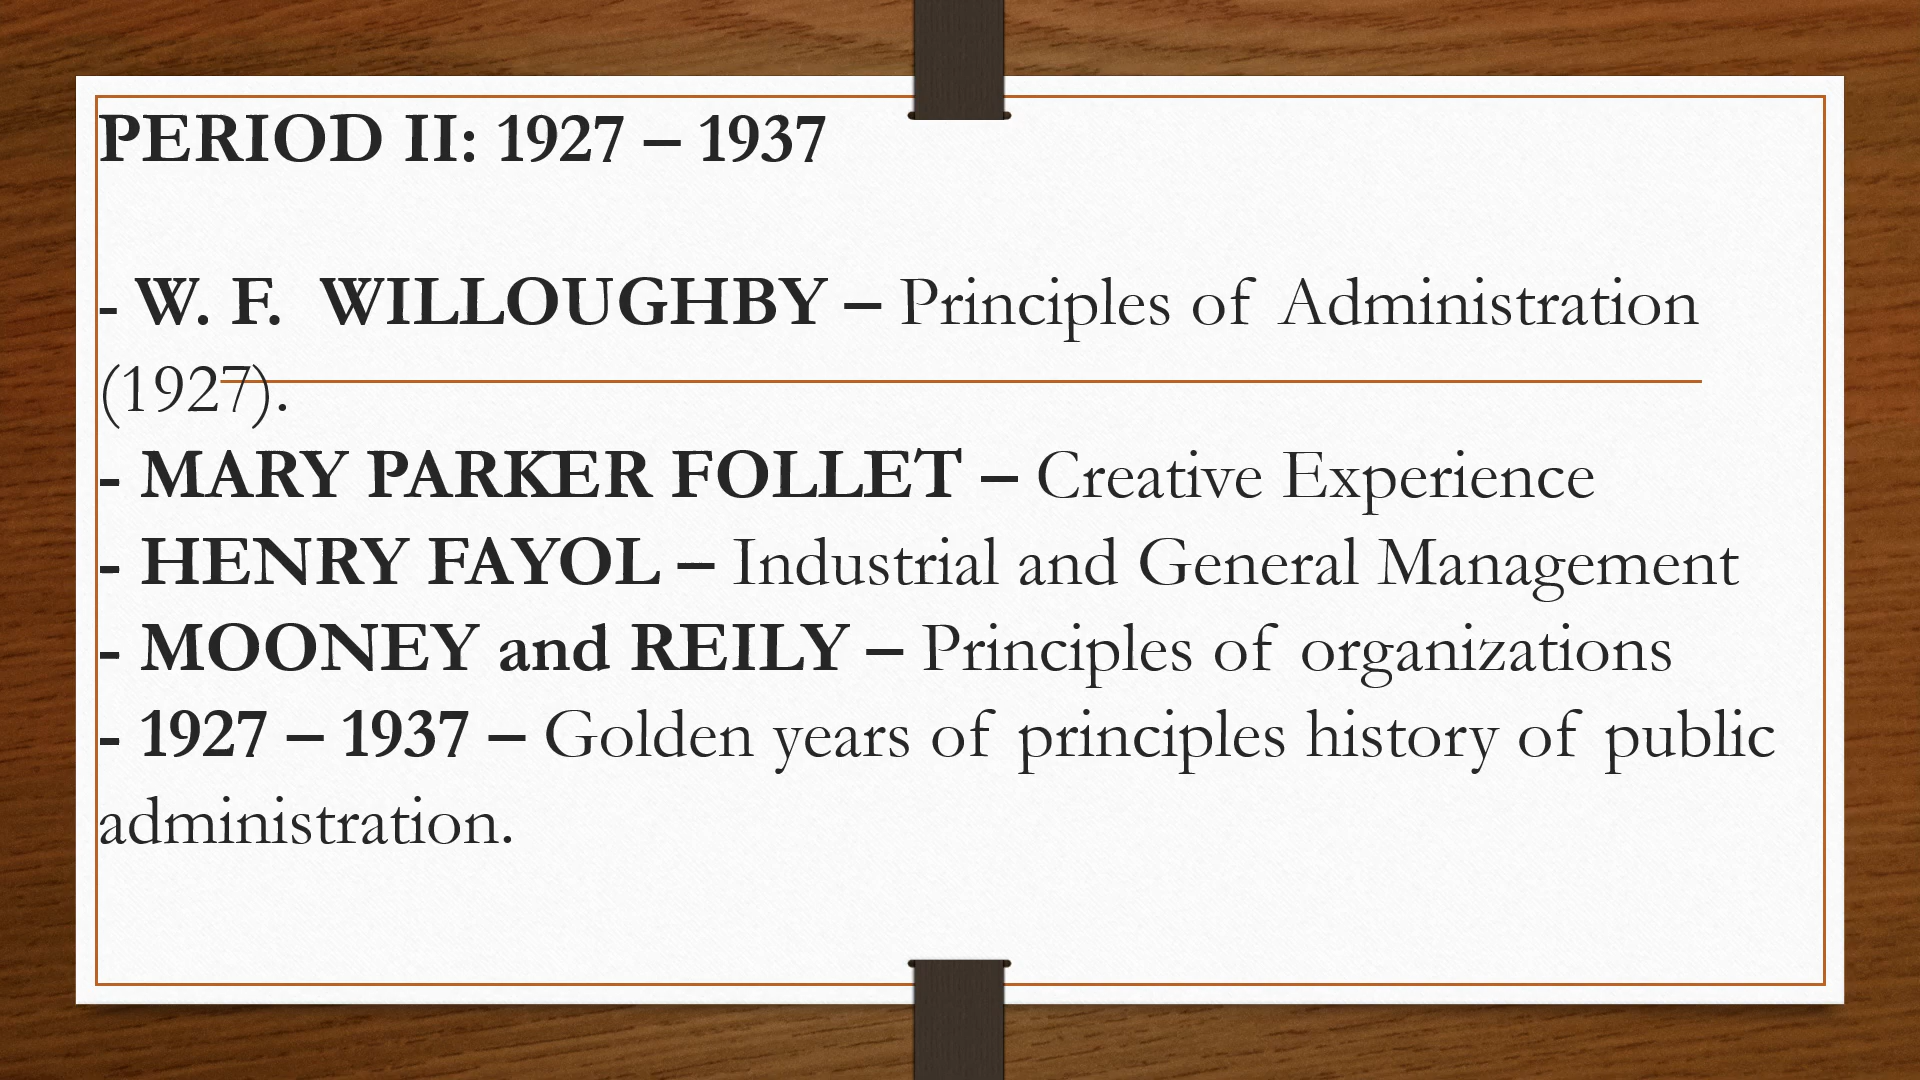 PERIOD II: 1927 – 1937
- W. F. WILLOUGHBY – Principles of Administration
(1927).
- MARY PARKER FOLLET – Creative Experience
- HENRY FAYOL – Industrial and General Management
- MOONEY and REILY – Principles of organizations
- 1927 – 1937 – Golden years of principles history of public
administration.